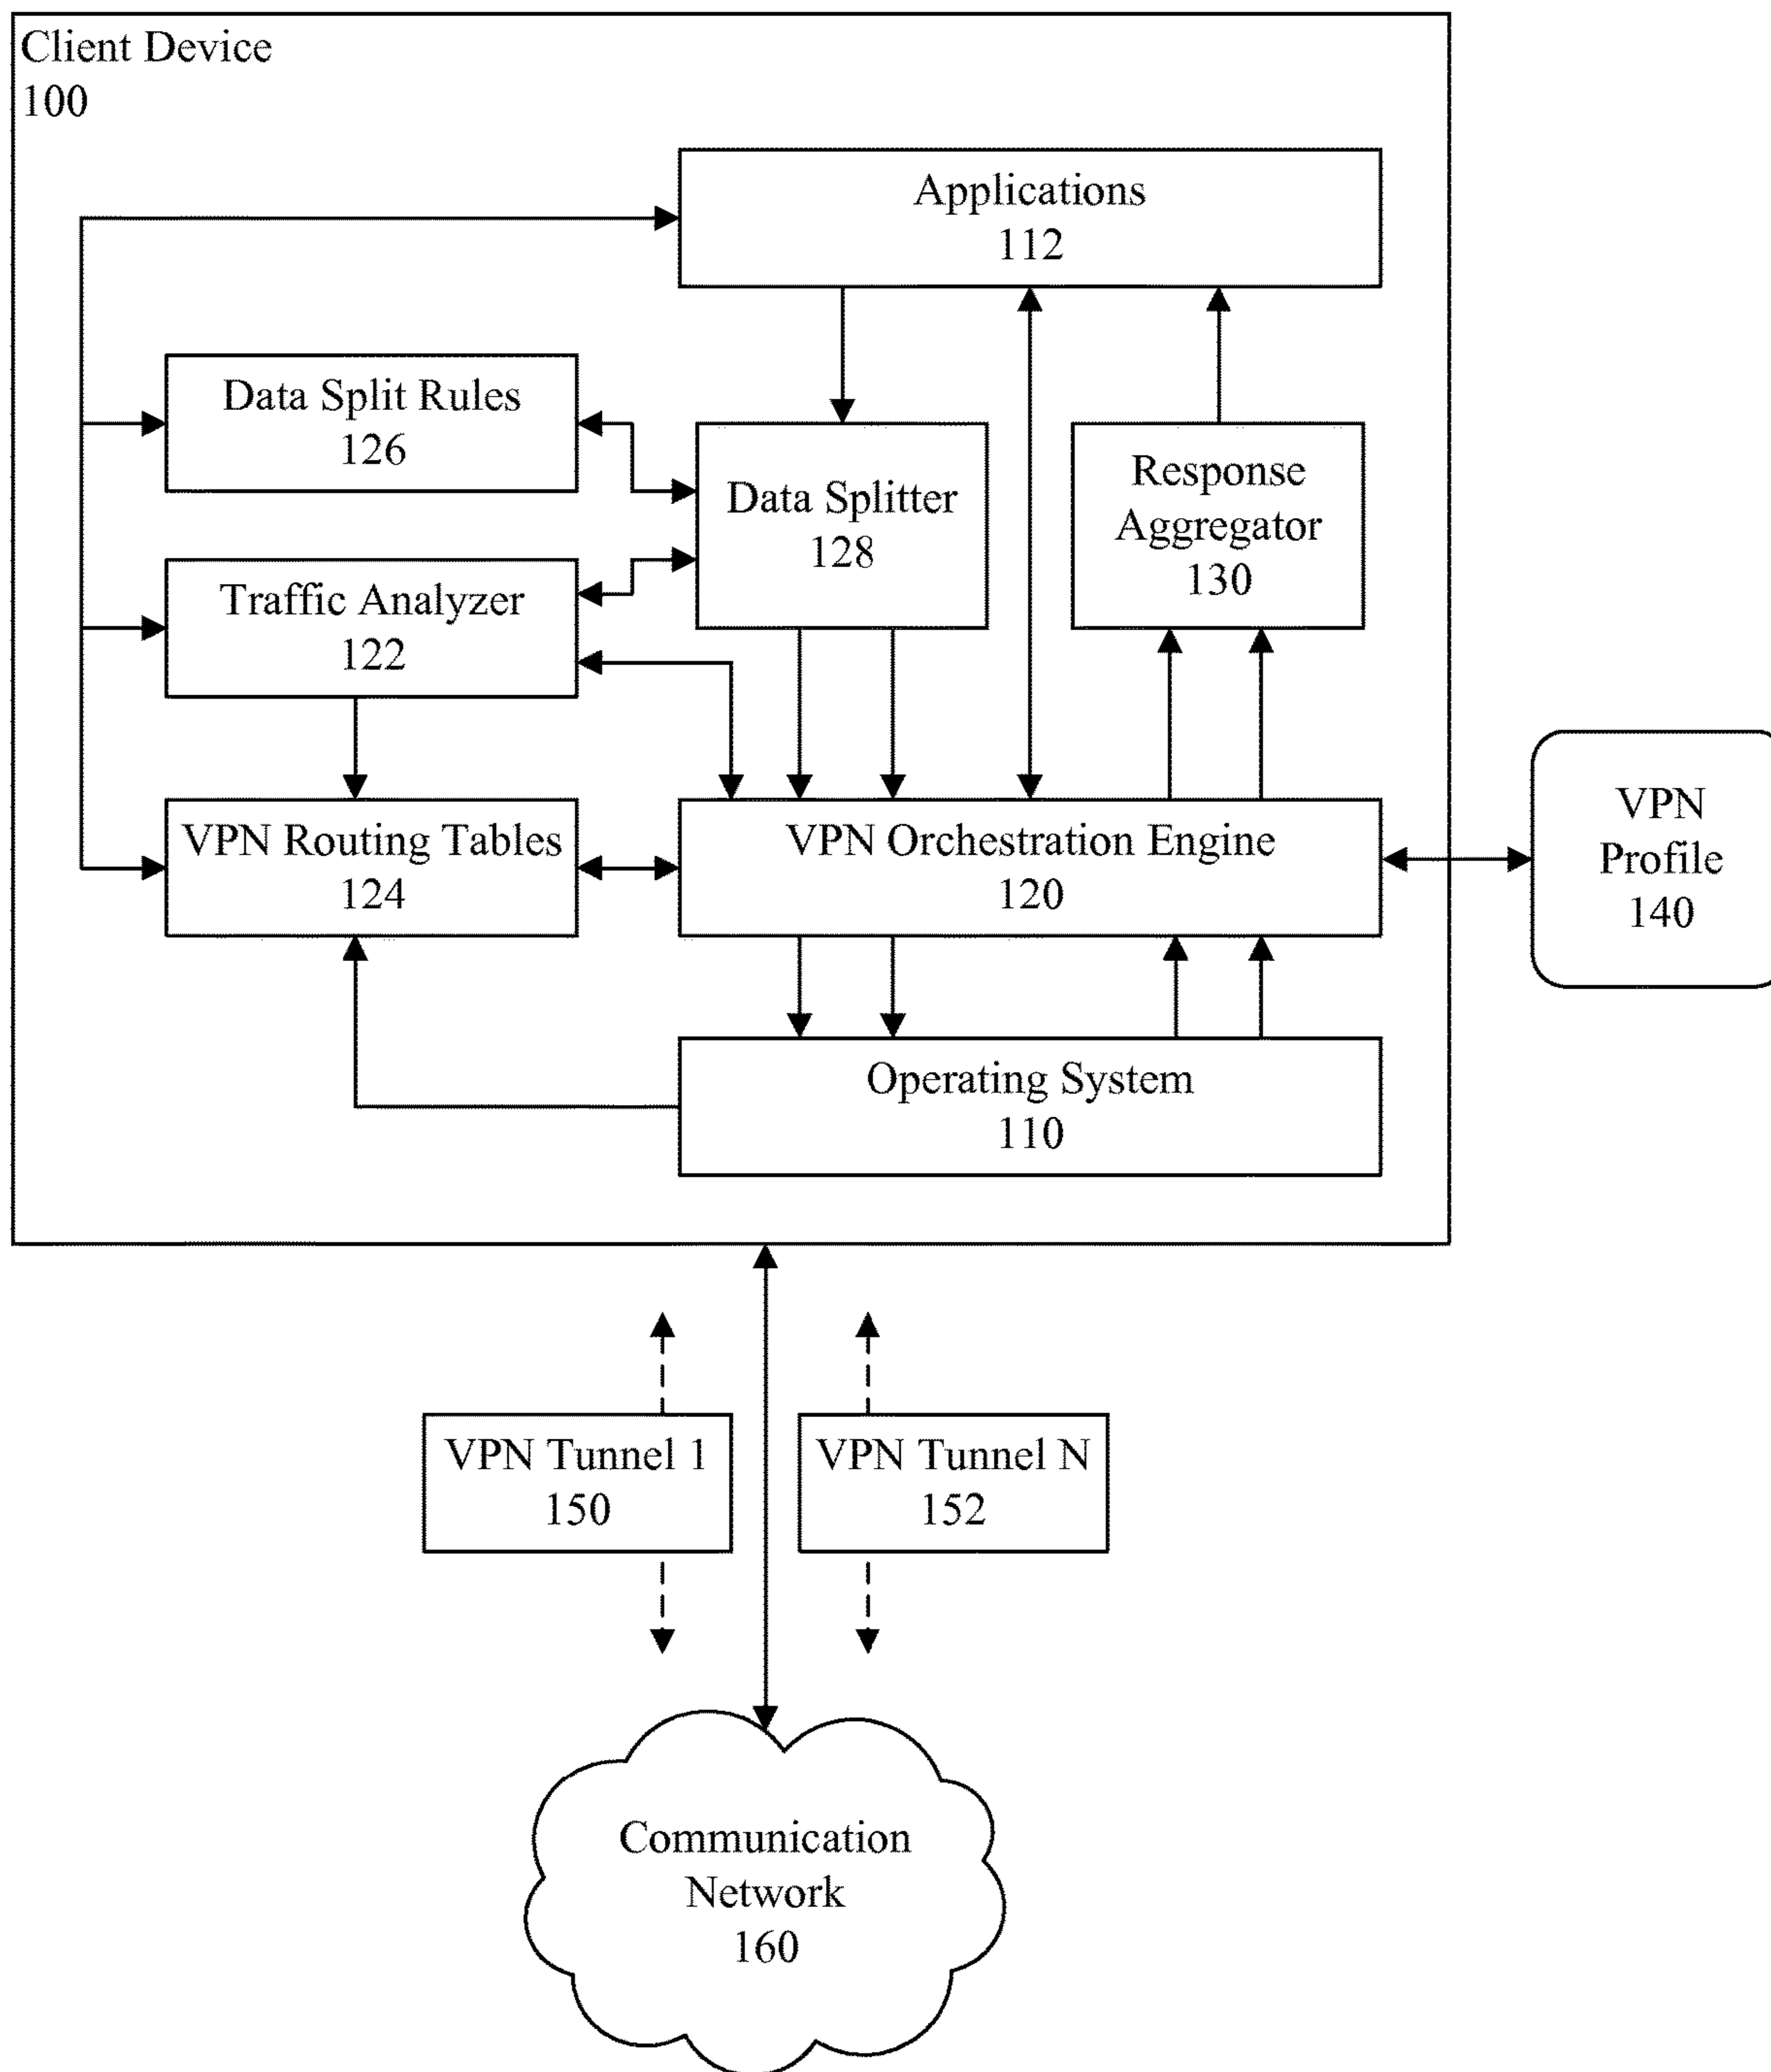 Client Device
100
Applications
112
Data Split Rules
126
Data Splitter
128
Response
Aggregator
130
Traffic Analyzer
122
VPN Routing Tables
124
VPN Orchestration Engine
120
VPN
Profile
140
Operating System
110
VPN Tunnel 1
150
VPN Tunnel N
152
Communication
Network
160